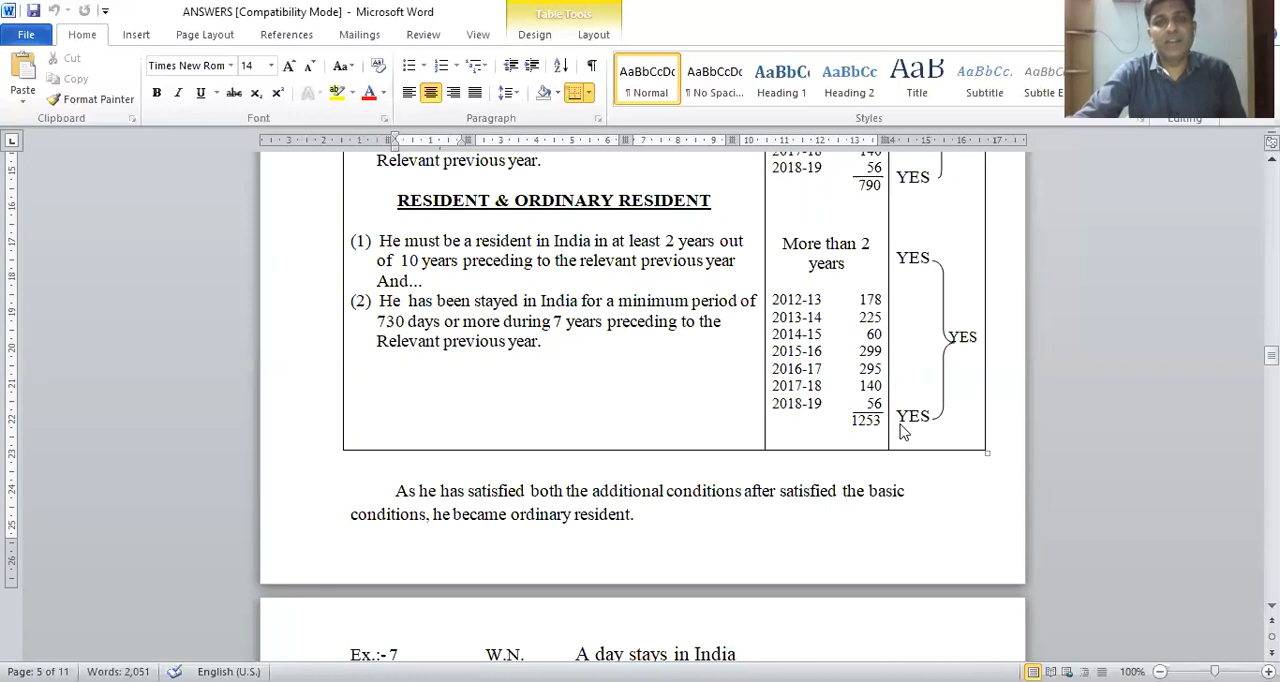 ANSWERS [Compatibility Mode] - Microsoft Word
Table Tools
File Home Insert Page Layout References Mailings Review View Design Layout
Paste
Cut
Copy
Format Painter
Clipboard
Times New Rom 14
Font
Paragraph
AaBbCcDc AaBbCcDc AaBbC AaBbCc AaB AaBbCc. AaBbCcD
¶ Normal ¶ No Spaci... Heading 1 Heading 2 Title Subtitle Subtle E
Styles
Relevant previous year.
2018-19 56
790
YES
RESIDENT & ORDINARY RESIDENT
(1) He must be a resident in India in at least 2 years out
of 10 years preceding to the relevant previous year
And...
(2) He has been stayed in India for a minimum period of
730 days or more during 7 years preceding to the
Relevant previous year.
More than 2
years
2012-13 178
2013-14 225
2014-15 60
2015-16 299
2016-17 295
2017-18 140
2018-19 56
1253
YES
YES
YES
As he has satisfied both the additional conditions after satisfied the basic
conditions, he became ordinary resident.
Ex.:- 7 W.N. A day stays in India
Page: 5 of 11 Words: 2,051 English (U.S.) 100%